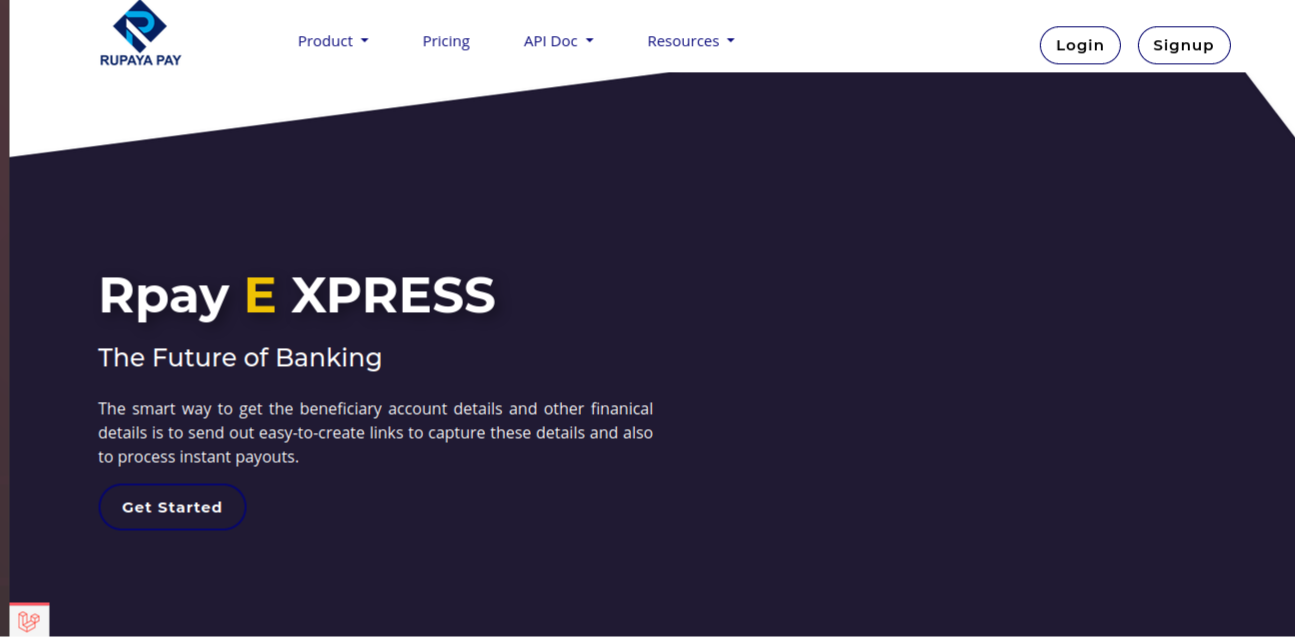 RUPAYA PAY
Product
Pricing
API Doc
Resources
Login
Signup
Rpay E XPRESS
The Future of Banking
The smart way to get the beneficiary account details and other finanical
details is to send out easy-to-create links to capture these details and also
to process instant payouts.
Get Started